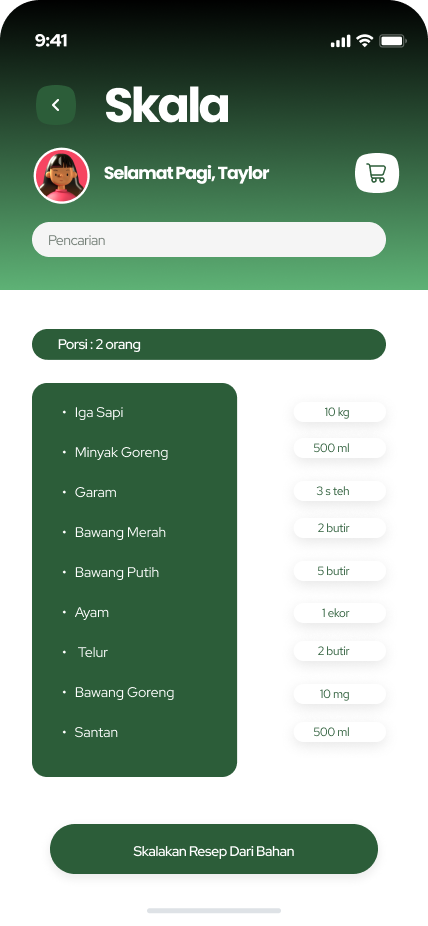 9:41
Skala
Selamat Pagi, Taylor
Pencarian
Porsi : 2 orang
• Iga Sapi 10 kg
• Minyak Goreng 500 ml
• Garam 3 s teh
• Bawang Merah 2 butir
• Bawang Putih 5 butir
• Ayam 1 ekor
• Telur 2 butir
• Bawang Goreng 10 mg
• Santan 500 ml
Skalakan Resep Dari Bahan